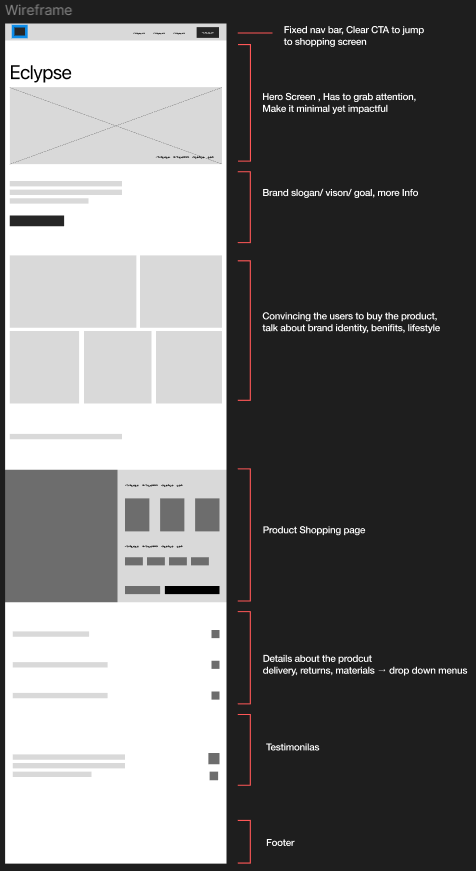 Wireframe
Fixed nav bar, Clear CTA to jump
to shopping screen
Eclypse
Hero Screen , Has to grab attention,
Make it minimal yet impactful
Brand slogan/ vison/ goal, more Info
Convincing the users to buy the product,
talk about brand identity, benifits, lifestyle
Product Shopping page
Details about the prodcut
delivery, returns, materials → drop down menus
Testimonilas
Footer